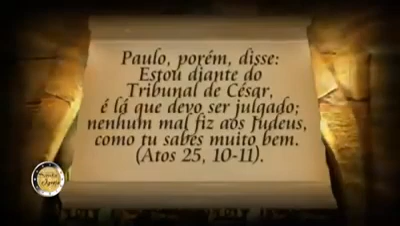 Paulo, porém, disse:
Estou diante do
Tribunal de César,
é lá que devo ser julgado;
nenhum mal fiz aos Judeus,
como tu sabes muito bem.
(Atos 25, 10-11).